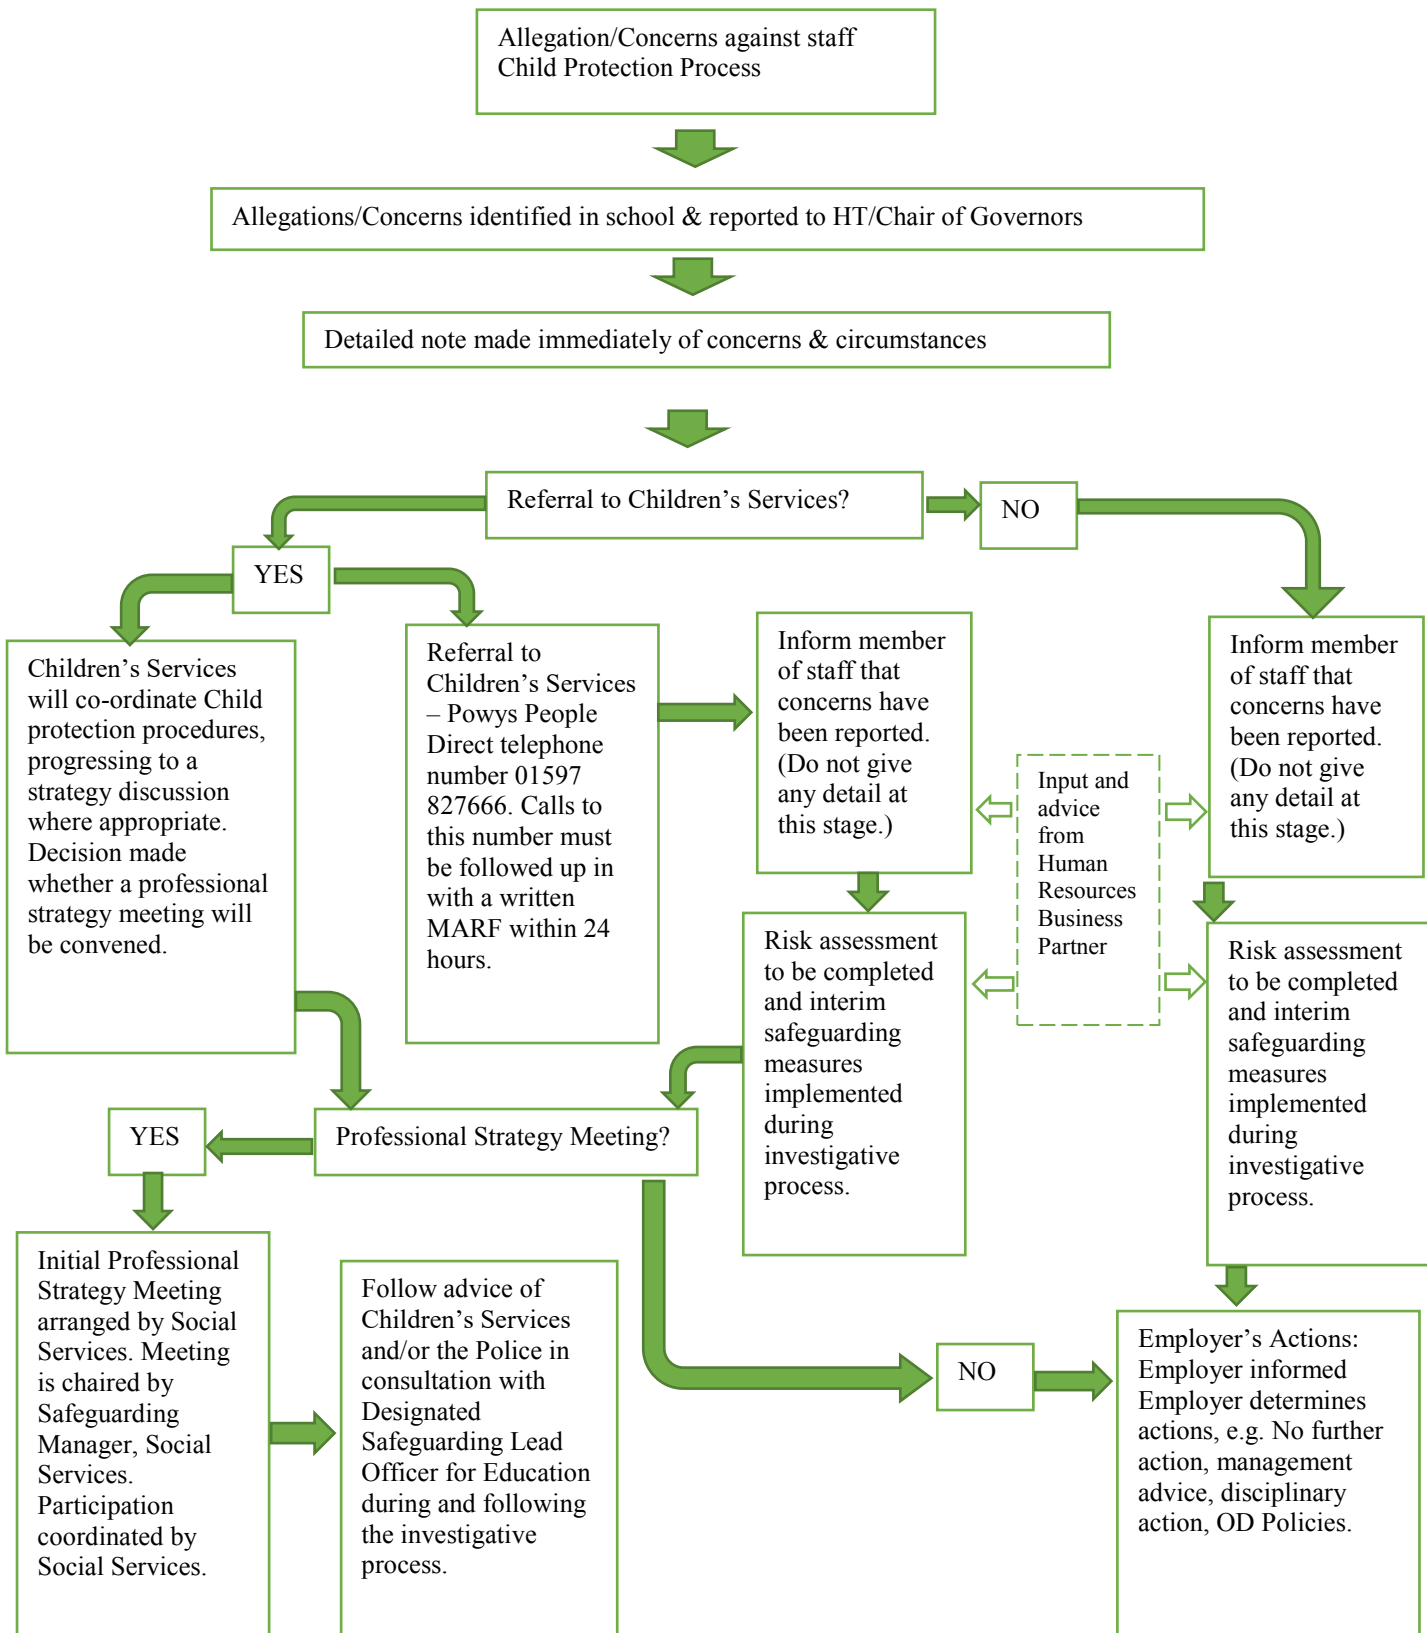 Allegation/Concerns against staff
Child Protection Process
Allegations/Concerns identified in school & reported to HT/Chair of Governors
Detailed note made immediately of concerns & circumstances
Referral to Children’s Services?
NO
YES
Children’s Services
will co-ordinate Child
protection procedures,
progressing to a
strategy discussion
where appropriate.
Decision made
whether a professional
strategy meeting will
be convened.
Referral to
Children’s Services
– Powys People
Direct telephone
number 01597
827666. Calls to
this number must
be followed up in
with a written
MARF within 24
hours.
Inform member
of staff that
concerns have
been reported.
(Do not give
any detail at
this stage.)
Input and
advice
from
Human
Resources
Business
Partner
Inform member
of staff that
concerns have
been reported.
(Do not give
any detail at
this stage.)
Risk assessment
to be completed
and interim
safeguarding
measures
implemented
during
investigative
process.
Risk assessment
to be completed
and interim
safeguarding
measures
implemented
during
investigative
process.
Professional Strategy Meeting?
YES
Initial Professional
Strategy Meeting
arranged by Social
Services. Meeting
is chaired by
Safeguarding
Manager, Social
Services.
Participation
coordinated by
Social Services.
Follow advice of
Children’s Services
and/or the Police in
consultation with
Designated
Safeguarding Lead
Officer for Education
during and following
the investigative
process.
NO
Employer’s Actions:
Employer informed
Employer determines
actions, e.g. No further
action, management
advice, disciplinary
action, OD Policies.